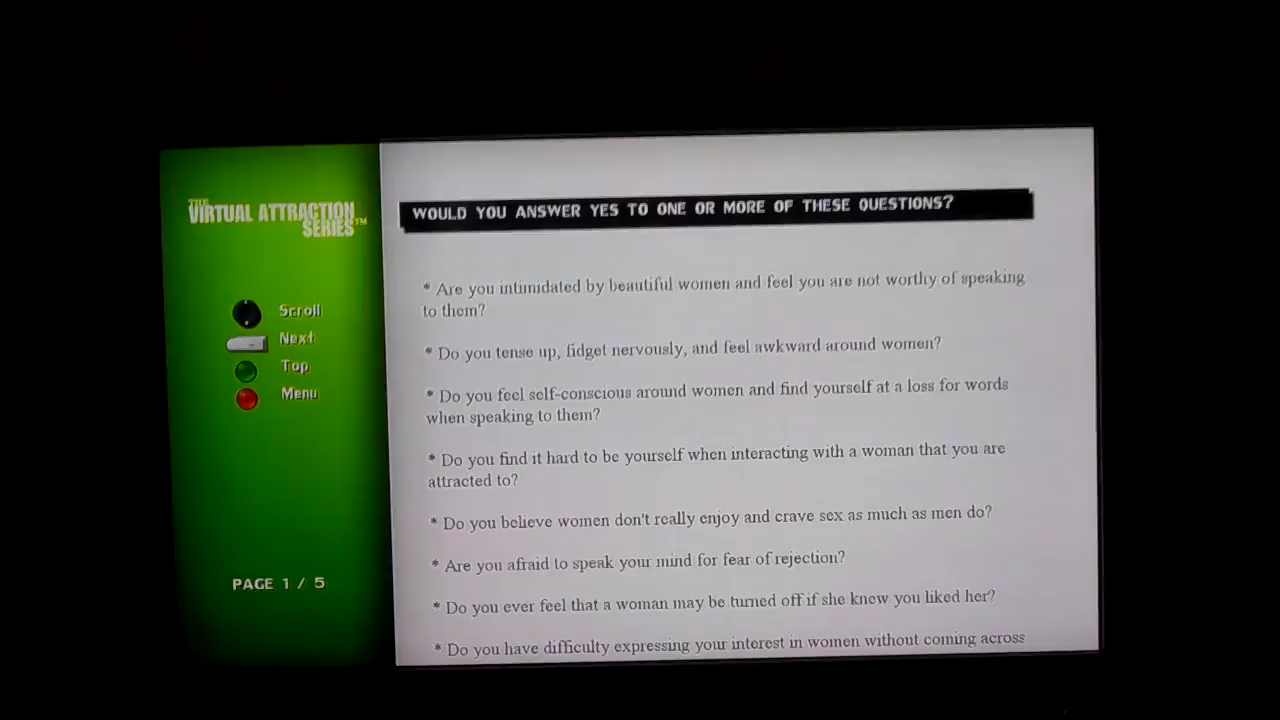 THE
VIRTUAL ATTRACTION
SERIES™
Scroll
Next
Top
Menu
PAGE 1 / 5
WOULD YOU ANSWER YES TO ONE OR MORE OF THESE QUESTIONS?
* Are you intimidated by beautiful women and feel you are not worthy of speaking
to them?
* Do you tense up, fidget nervously, and feel awkward around women?
* Do you feel self-conscious around women and find yourself at a loss for words
when speaking to them?
* Do you find it hard to be yourself when interacting with a woman that you are
attracted to?
* Do you believe women don't really enjoy and crave sex as much as men do?
* Are you afraid to speak your mind for fear of rejection?
* Do you ever feel that a woman may be turned off if she knew you liked her?
* Do you have difficulty expressing your interest in women without coming across